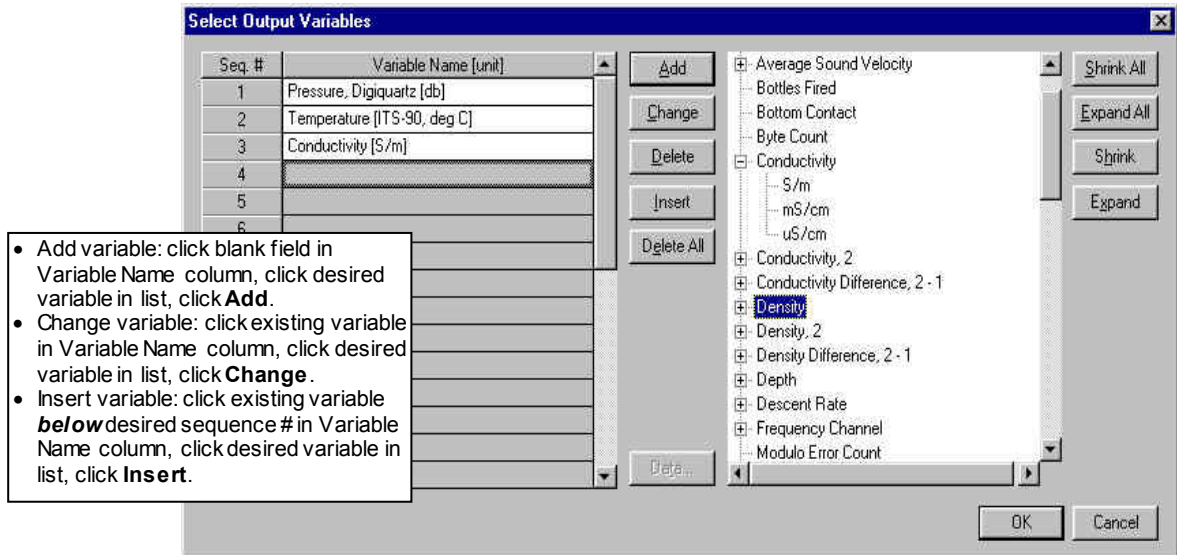 Select Output Variables
Seq. # Variable Name [unit]
1 Pressure, Digiquartz [db]
2 Temperature [ITS-90, deg C]
3 Conductivity [S/m]
4
5
6
• Add variable: click blank field in
Variable Name column, click desired
variable in list, click Add.
• Change variable: click existing variable
in Variable Name column, click desired
variable in list, click Change.
• Insert variable: click existing variable
below desired sequence # in Variable
Name column, click desired variable in
list, click Insert.
Add
Change
Delete
Insert
Delete All
Data...
Average Sound Velocity
Bottles Fired
Bottom Contact
Byte Count
Conductivity
S/m
mS/cm
uS/cm
Conductivity, 2
Conductivity Difference, 2 - 1
Density
Density, 2
Density Difference, 2 - 1
Depth
Descent Rate
Frequency Channel
Modulo Error Count
Shrink All
Expand All
Shrink
Expand
OK
Cancel